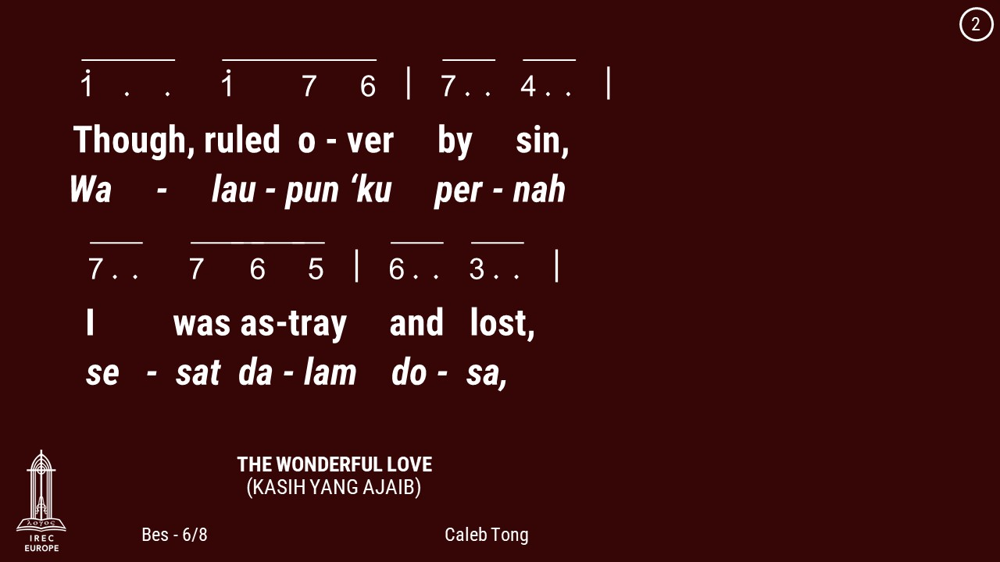 2
1̇ . . 1̇ 7 6 | 7 . . 4 . . |
Though, ruled o - ver by sin,
Wa - lau - pun ‘ku per - nah
7 . . 7 6 5 | 6 . . 3 . . |
I was as-tray and lost,
se - sat da - lam do - sa,
THE WONDERFUL LOVE
(KASIH YANG AJAIB)
λογος
IREC
EUROPE
Bes - 6/8 Caleb Tong